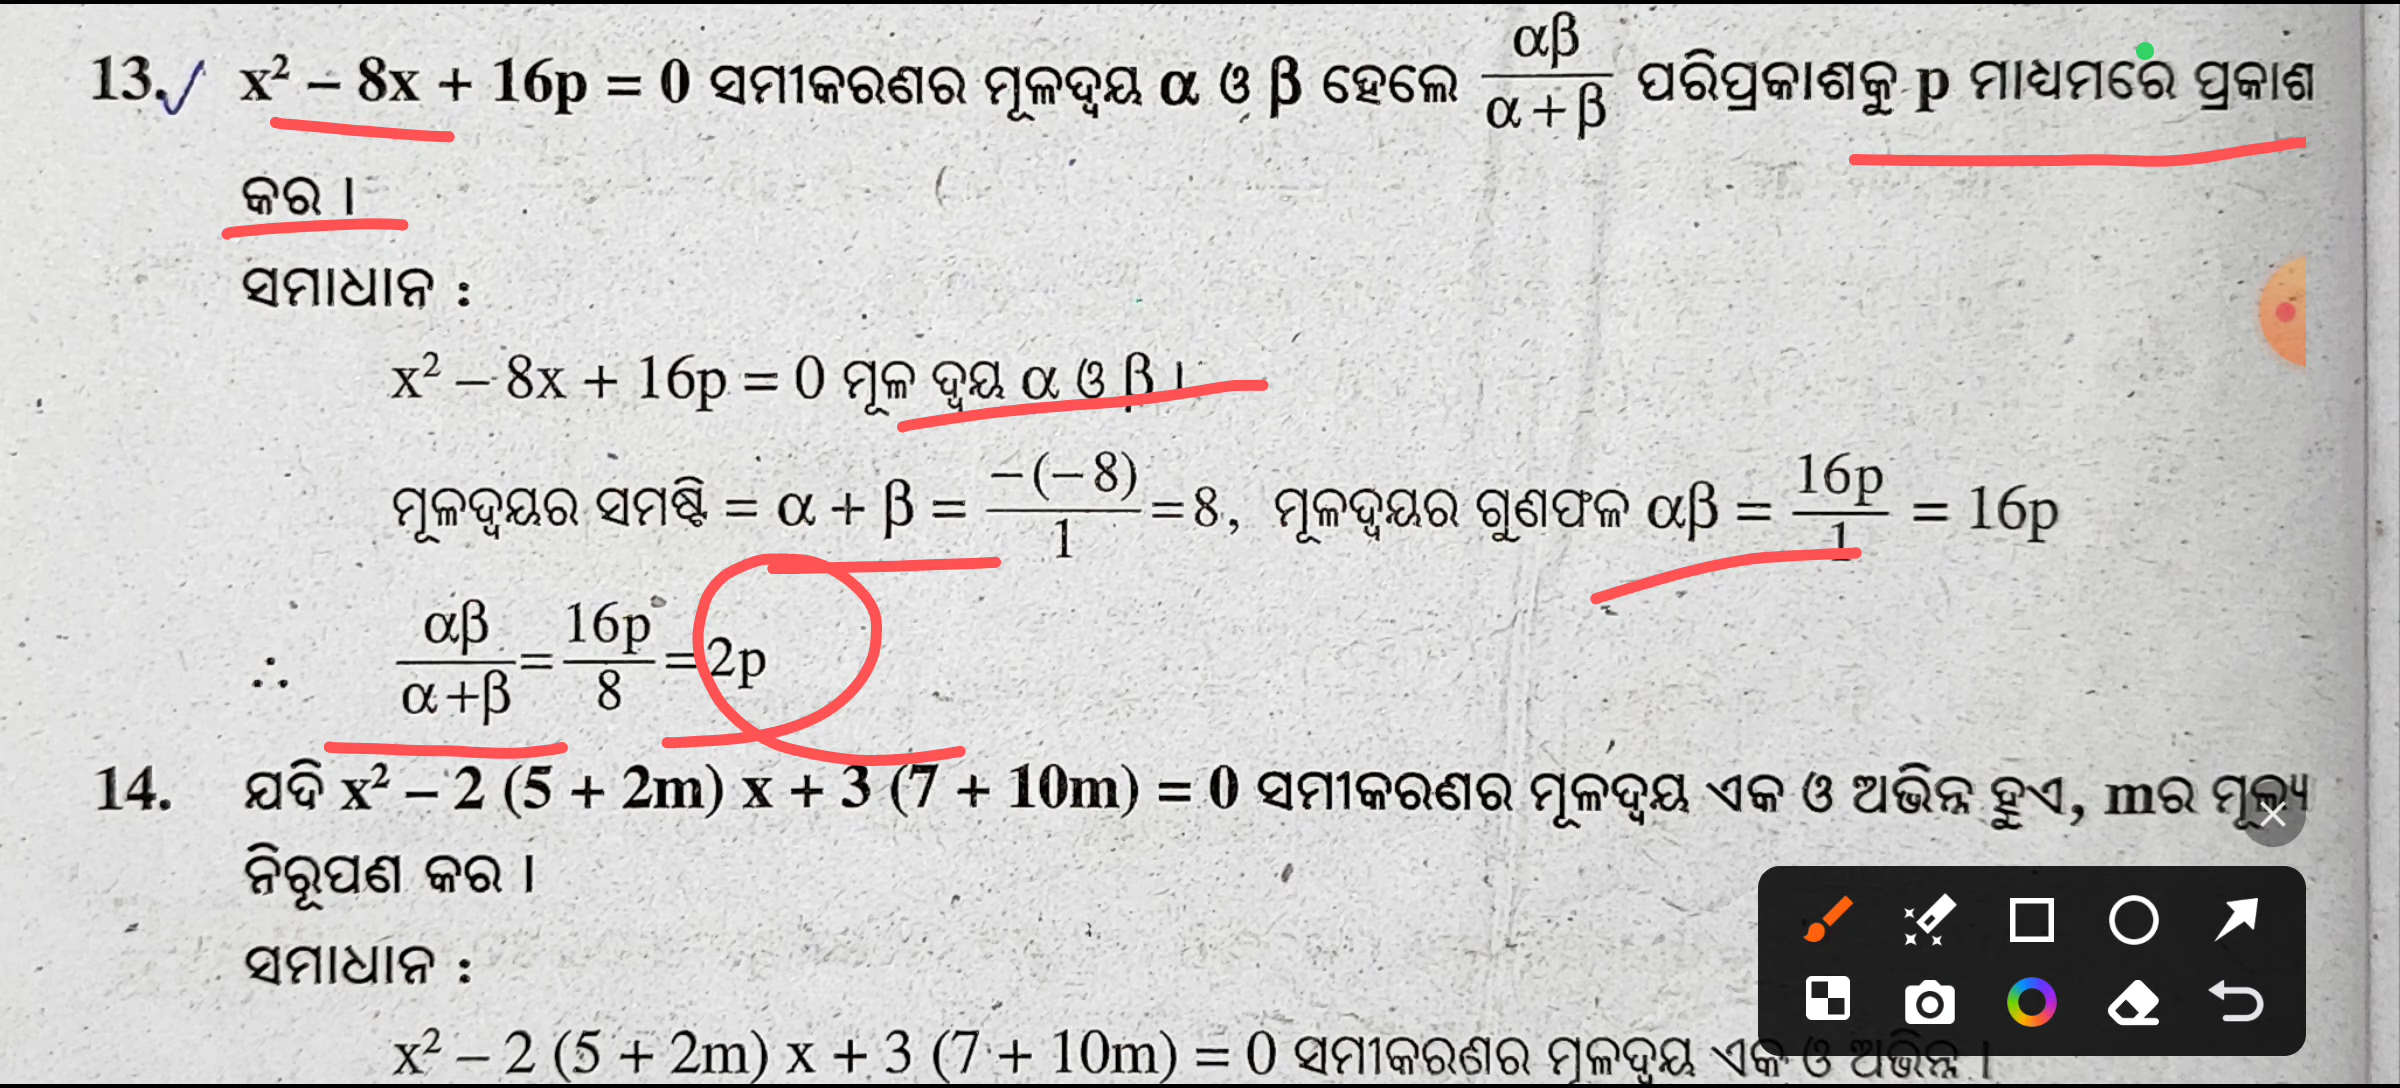 13. x² – 8x + 16p = 0 ସମୀକରଣର ମୂଳଦ୍ୱୟ α ଓ β ହେଲେ αβ/(α+β) ପରିପ୍ରକାଶକୁ p ମାଧ୍ୟମରେ ପ୍ରକାଶ
କର ।
ସମାଧାନ :
x² – 8x + 16p = 0 ମୂଳ ଦ୍ୱୟ α ଓ β ।
ମୂଳଦ୍ୱୟର ସମଷ୍ଟି = α + β = –(–8)/1 = 8, ମୂଳଦ୍ୱୟର ଗୁଣଫଳ αβ = 16p/1 = 16p
∴ αβ/(α+β) = 16p/8 = 2p
14. ଯଦି x² – 2 (5 + 2m) x + 3 (7 + 10m) = 0 ସମୀକରଣର ମୂଳଦ୍ୱୟ ଏକ ଓ ଅଭିନ୍ନ ହୁଏ, mର ମୂଲ୍ୟ
ନିରୂପଣ କର ।
ସମାଧାନ :
x² – 2 (5 + 2m) x + 3 (7 + 10m) = 0 ସମୀକରଣର ମୂଳଦ୍ୱୟ ଏକ ଓ ଅଭିନ୍ନ ।